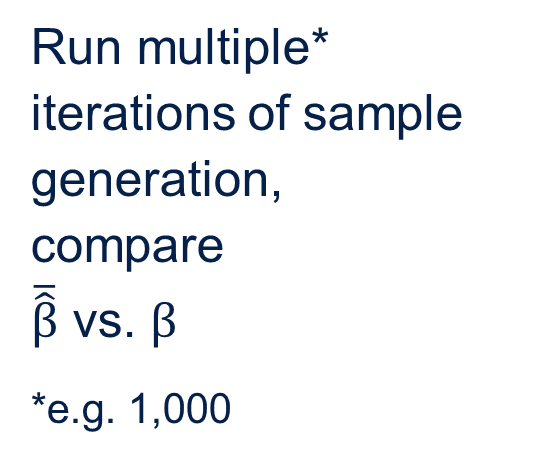 Run multiple*
iterations of sample
generation,
compare
β̂̅ vs. β
*e.g. 1,000